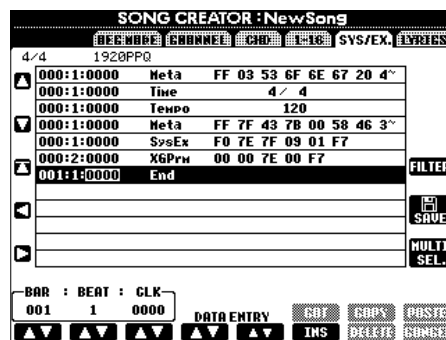 SONG CREATOR : NewSong
REC MODE CHANNEL CHD 1-16 SYS/EX. LYRICS
4/4 1920PPQ
000:1:0000 Meta FF 03 53 6F 6E 67 20 4~
000:1:0000 Time 4/ 4
000:1:0000 Tempo 120
000:1:0000 Meta FF 7F 43 7B 00 58 46 3~
000:1:0000 SysEx F0 7E 7F 09 01 F7
000:2:0000 XGPrm 00 00 7E 00 F7
001:1:0000 End
FILTER
SAVE
MULTI
SEL.
BAR : BEAT : CLK
001 1 0000
DATA ENTRY
CUT COPY PASTE
INS DELETE CANCEL